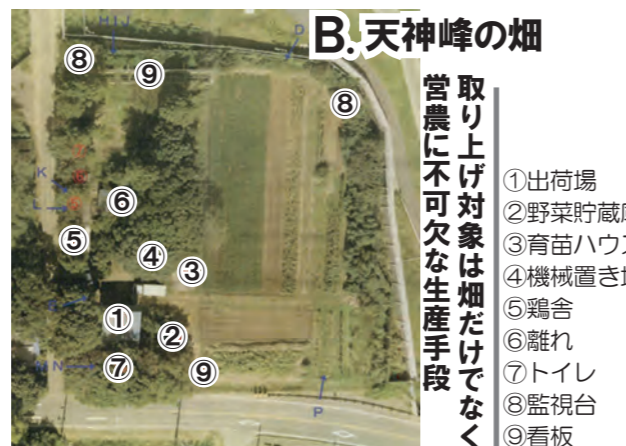 B. 天神峰の畑
取り上げ対象は畑だけでなく
営農に不可欠な生産手段
①出荷場
②野菜貯蔵庫
③育苗ハウス
④機械置き場
⑤鶏舎
⑥離れ
⑦トイレ
⑧監視台
⑨看板
H
D
⑧
⑨
⑧
K
L
⑥
⑤
④
③
①
②
N
⑦
⑨
P